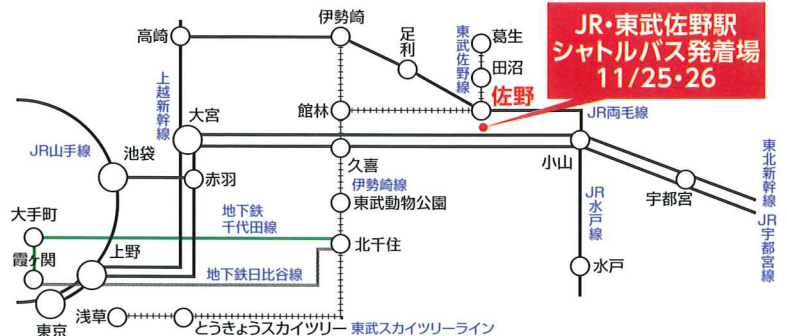 JR・東武佐野駅
シャトルバス発着場
11/25・26
伊勢崎
高崎
足利
東武佐野線
葛生
田沼
佐野
上越新幹線
大宮
館林
JR両毛線
JR山手線
池袋
赤羽
久喜
小山
東北新幹線
伊勢崎線
宇都宮
JR水戸線
東武動物公園
大手町
地下鉄
千代田線
JR宇都宮線
北千住
霞ヶ関
上野
地下鉄日比谷線
水戸
東京
浅草
とうきょうスカイツリー
東武スカイツリーライン